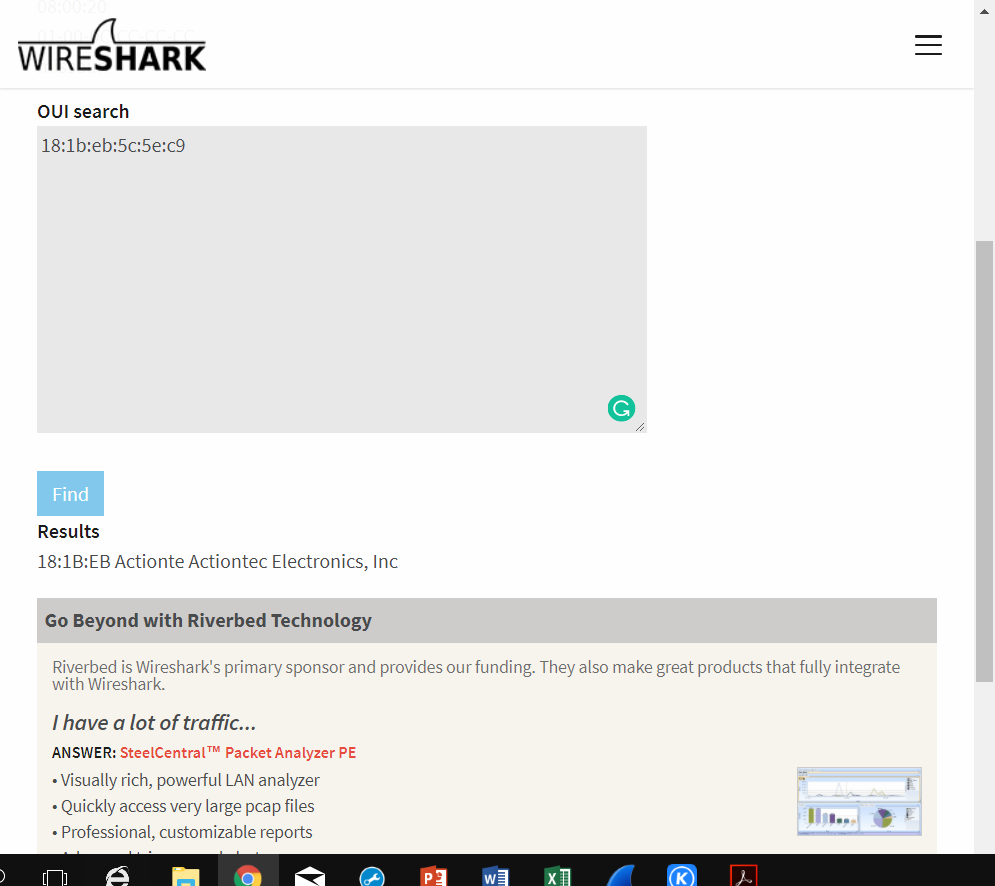 08:00:20
WIRESHARK
OUI search
18:1b:eb:5c:5e:c9
Find
Results
18:1B:EB Actionte Actiontec Electronics, Inc
Go Beyond with Riverbed Technology
Riverbed is Wireshark's primary sponsor and provides our funding. They also make great products that fully integrate
with Wireshark.
I have a lot of traffic...
ANSWER: SteelCentral™ Packet Analyzer PE
• Visually rich, powerful LAN analyzer
• Quickly access very large pcap files
• Professional, customizable reports